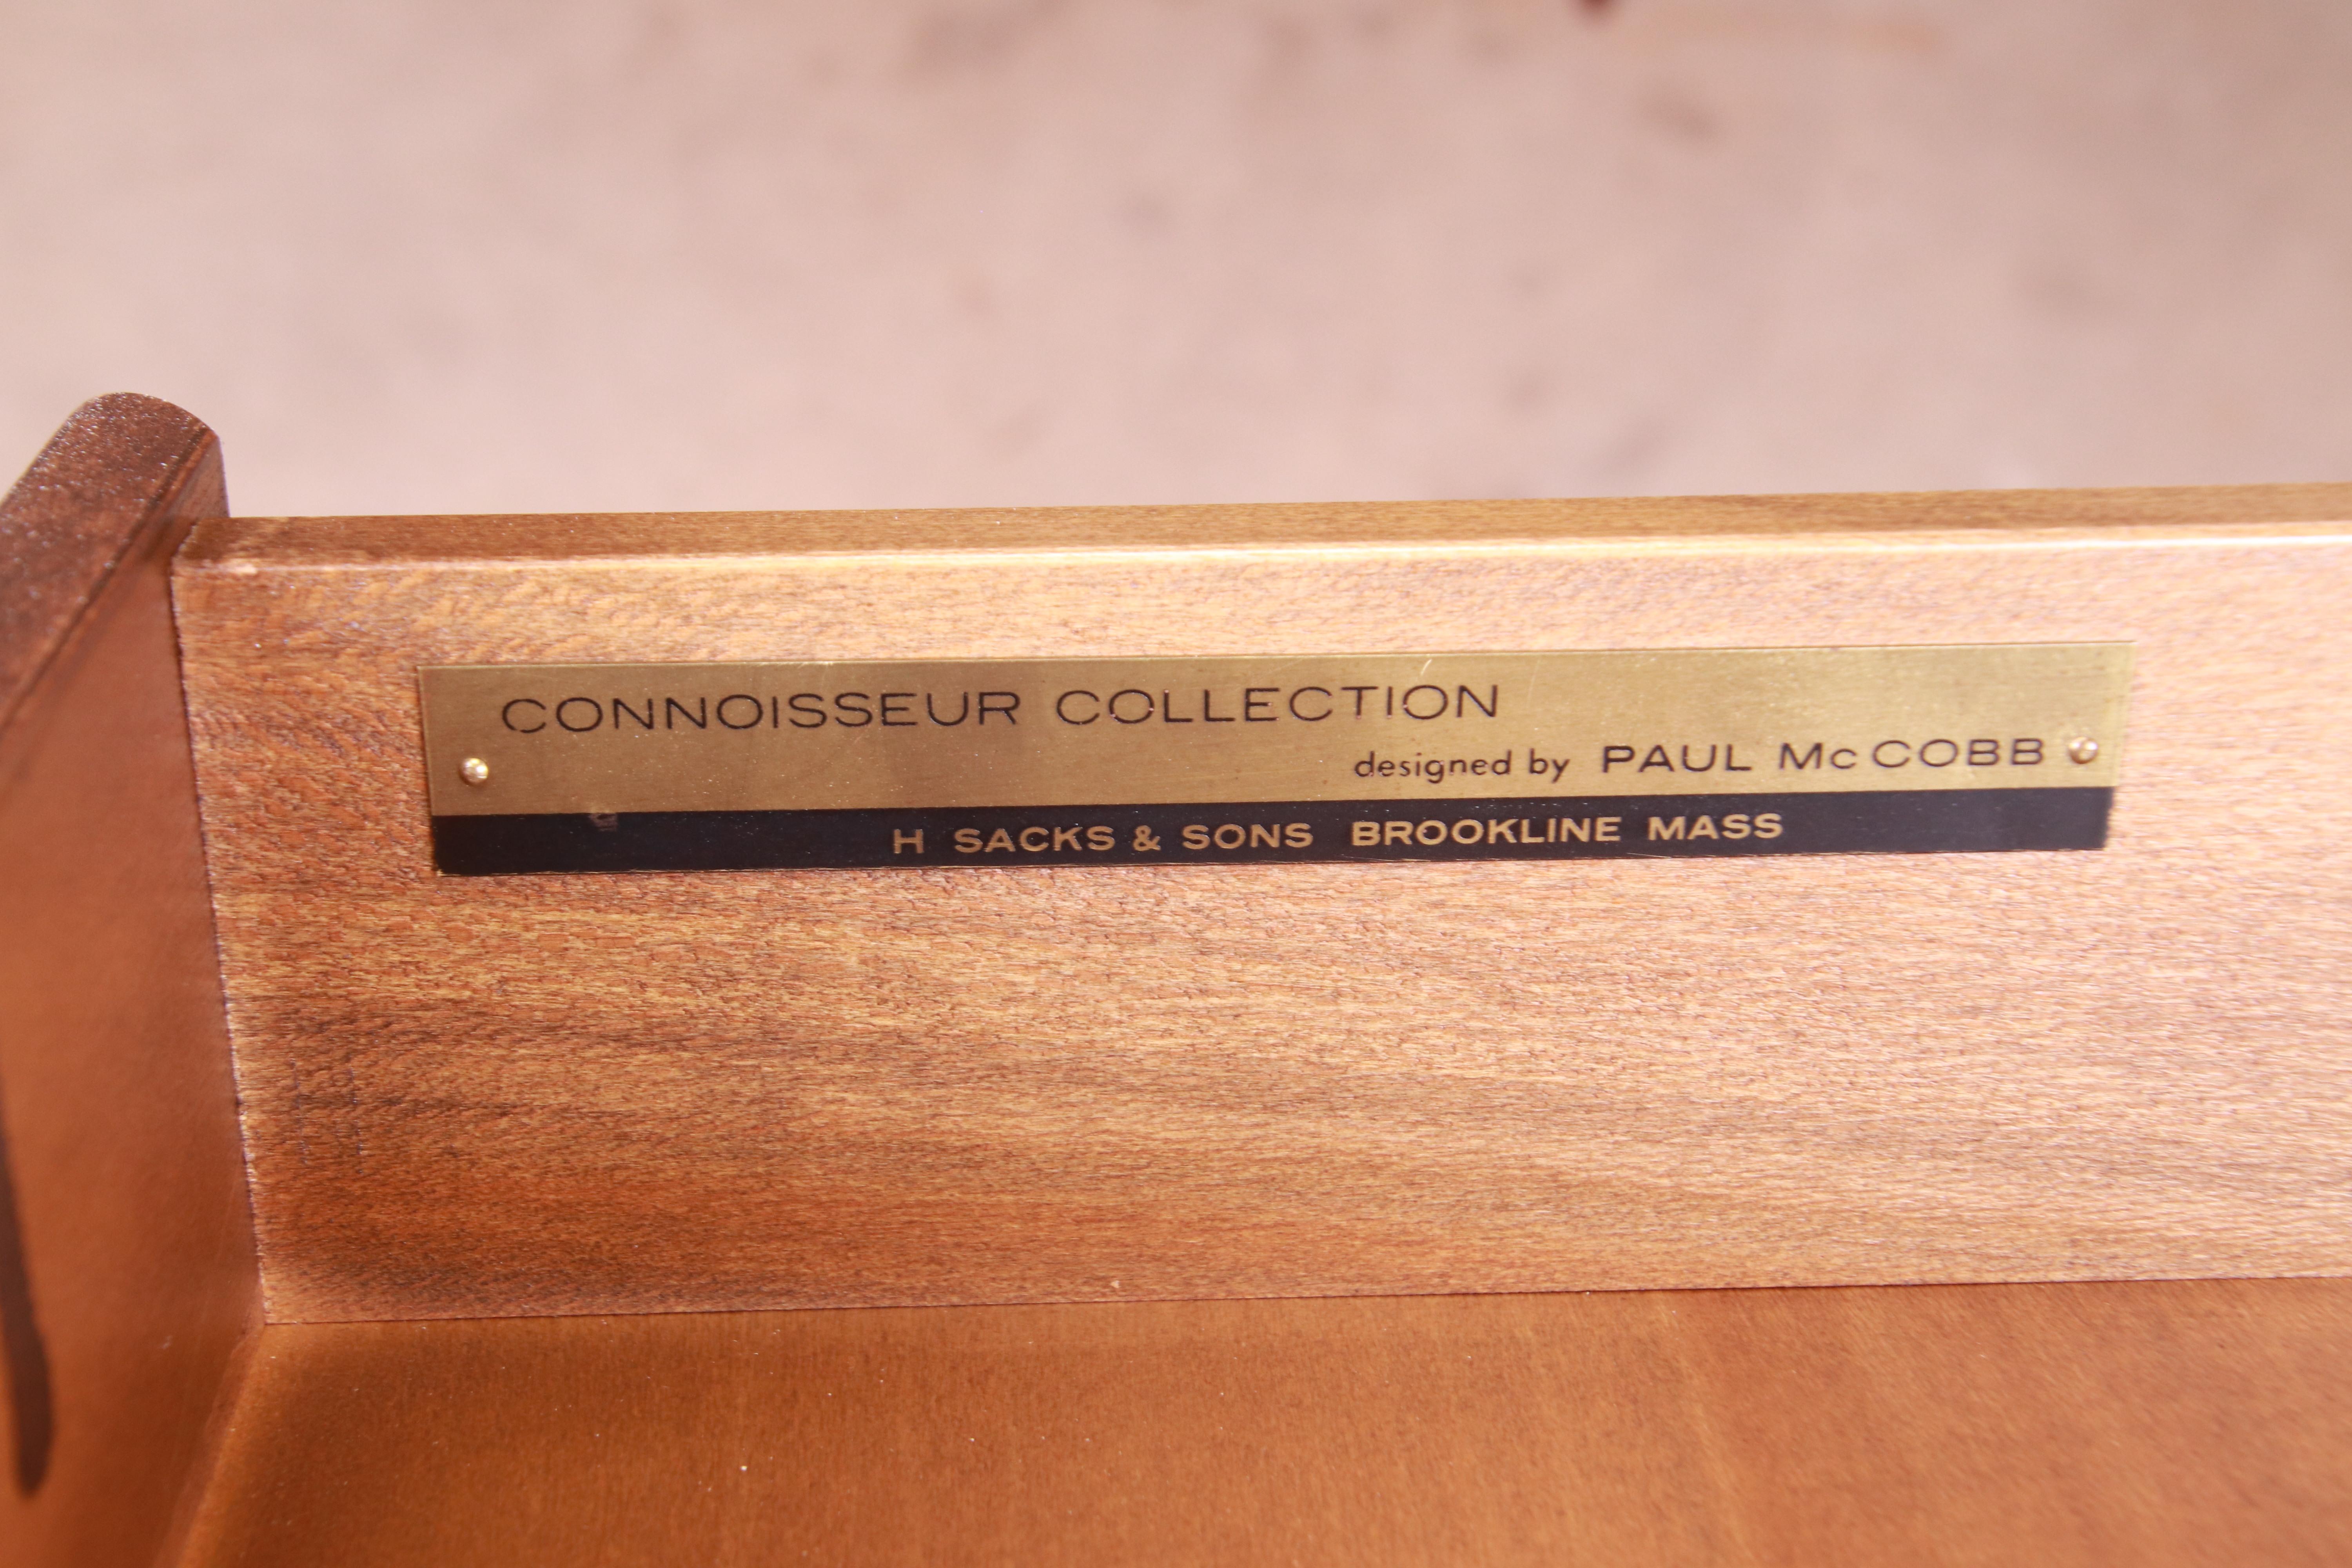 CONNOISSEUR COLLECTION
designed by PAUL McCOBB
H SACKS & SONS BROOKLINE MASS